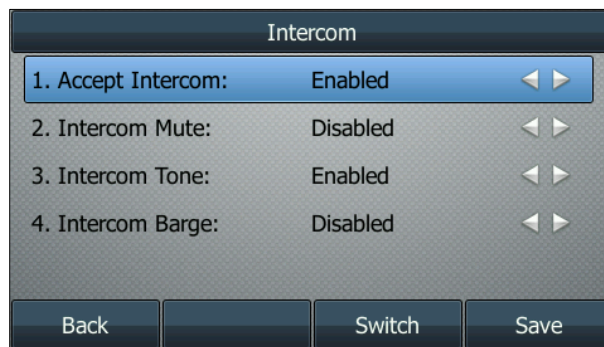 Intercom
1. Accept Intercom: Enabled
2. Intercom Mute: Disabled
3. Intercom Tone: Enabled
4. Intercom Barge: Disabled
Back Switch Save